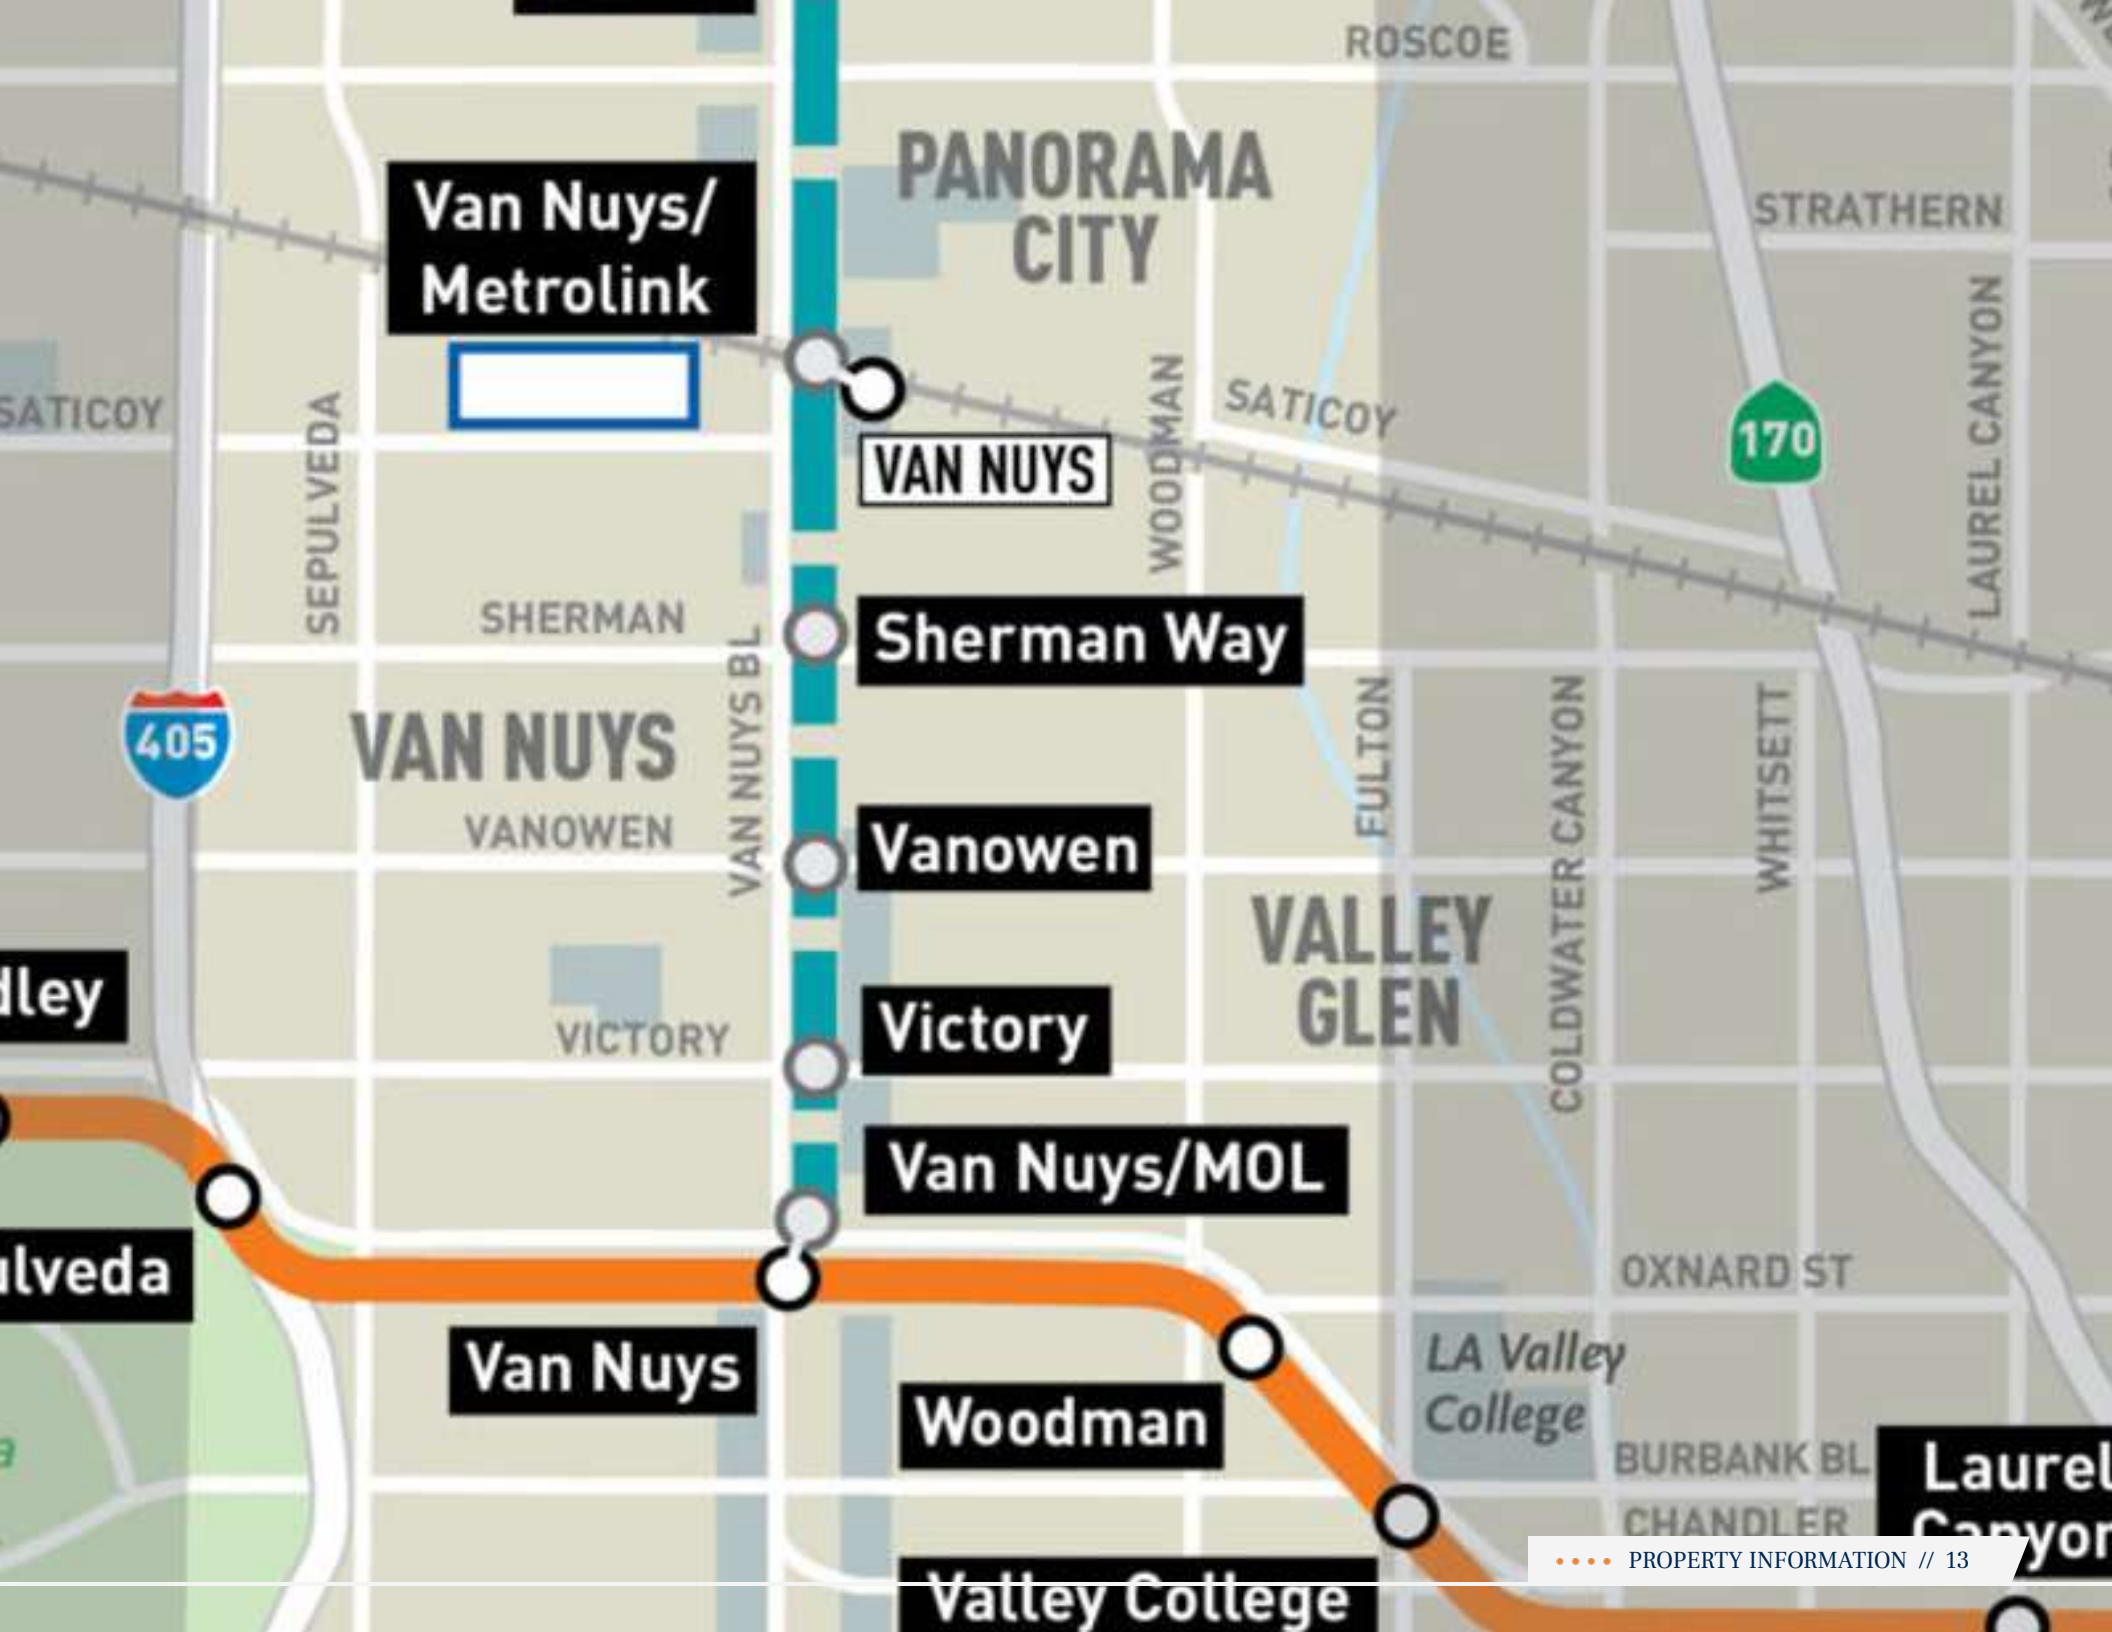 ROSCOE
PANORAMA
CITY
Van Nuys/
Metrolink
STRATHERN
SATICOY
SEPULVEDA
VAN NUYS
WOODMAN
SATICOY
170
LAUREL CANYON
SHERMAN
Sherman Way
405
VAN NUYS
VAN NUYS BL
VANOWEN
Vanowen
FULTON
COLDWATER CANYON
WHITSETT
VALLEY
GLEN
dley
VICTORY
Victory
Van Nuys/MOL
ulveda
OXNARD ST
Van Nuys
Woodman
LA Valley
College
BURBANK BL
CHANDLER
Laurel
Canyon
Valley College
a
PROPERTY INFORMATION // 13